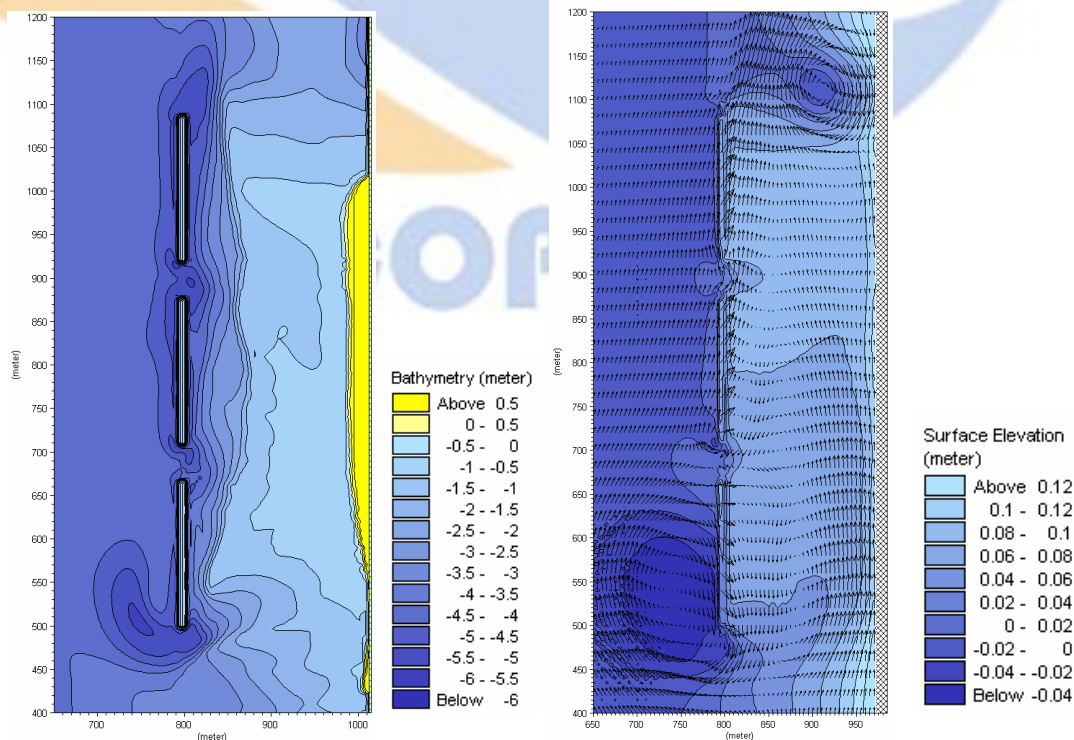 1200
1150
1100
1050
1000
950
900
850
800
750
700
650
600
550
500
450
400
(meter)
700 800 900 1000
(meter)
Bathymetry (meter)
Above 0.5
0 - 0.5
-0.5 - 0
-1 - -0.5
-1.5 - -1
-2 - -1.5
-2.5 - -2
-3 - -2.5
-3.5 - -3
-4 - -3.5
-4.5 - -4
-5 - -4.5
-5.5 - -5
-6 - -5.5
Below -6
1200
1150
1100
1050
1000
950
900
850
800
750
700
650
600
550
500
450
400
(meter)
650 700 750 800 850 900 950
(meter)
Surface Elevation
(meter)
Above 0.12
0.1 - 0.12
0.08 - 0.1
0.06 - 0.08
0.04 - 0.06
0.02 - 0.04
0 - 0.02
-0.02 - 0
-0.04 - -0.02
Below -0.04